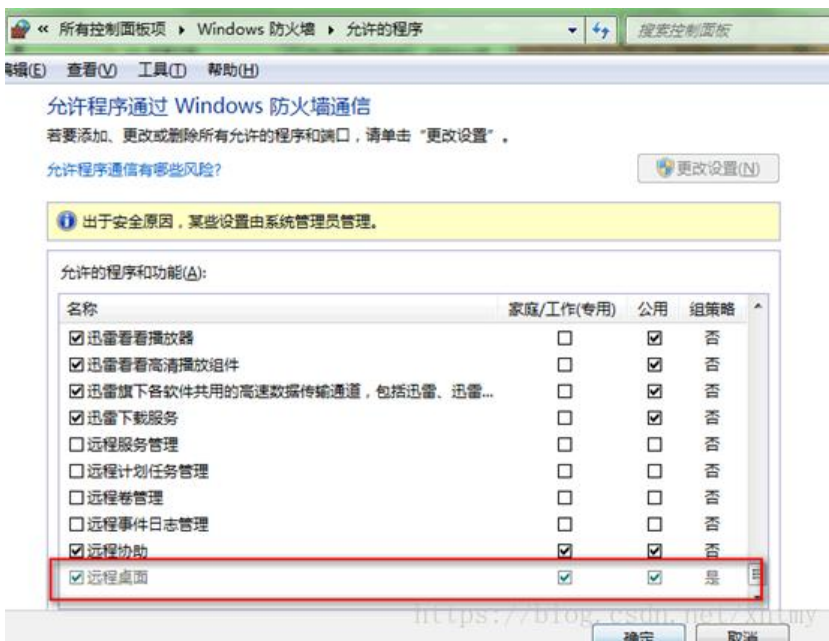 « 所有控制面板项 ▸ Windows 防火墙 ▸ 允许的程序 搜索控制面板
编辑(E) 查看(V) 工具(T) 帮助(H)
允许程序通过 Windows 防火墙通信
若要添加、更改或删除所有允许的程序和端口，请单击“更改设置”。
允许程序通信有哪些风险? 更改设置(N)
出于安全原因，某些设置由系统管理员管理。
允许的程序和功能(A):
名称 家庭/工作(专用) 公用 组策略
迅雷看看播放器 否
迅雷看看高清播放组件 否
迅雷旗下各软件共用的高速数据传输通道，包括迅雷、迅雷... 否
迅雷下载服务 否
远程服务管理 否
远程计划任务管理 否
远程卷管理 否
远程事件日志管理 否
远程协助 否
远程桌面 是
https://blog.csdn.net/xhtmy
确定 取消